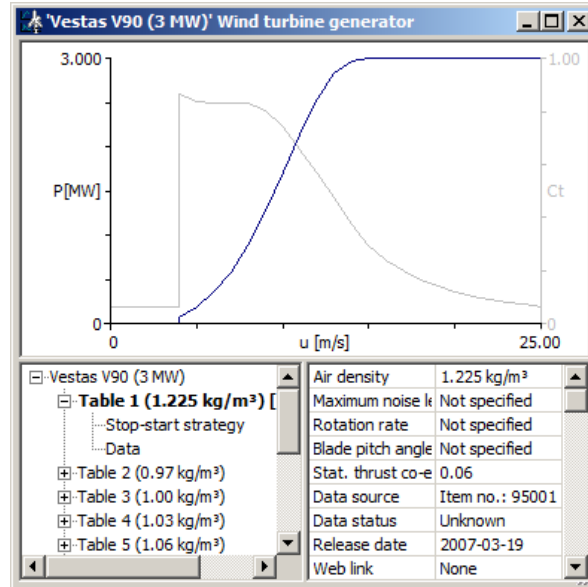 'Vestas V90 (3 MW)' Wind turbine generator
3.000
1.00
P[MW]
Ct
0
0
0
u [m/s]
25.00
Vestas V90 (3 MW)
Table 1 (1.225 kg/m³) [
Stop-start strategy
Data
Table 2 (0.97 kg/m³)
Table 3 (1.00 kg/m³)
Table 4 (1.03 kg/m³)
Table 5 (1.06 kg/m³)
Air density 1.225 kg/m³
Maximum noise le Not specified
Rotation rate Not specified
Blade pitch angle Not specified
Stat. thrust co-e 0.06
Data source Item no.: 95001
Data status Unknown
Release date 2007-03-19
Web link None